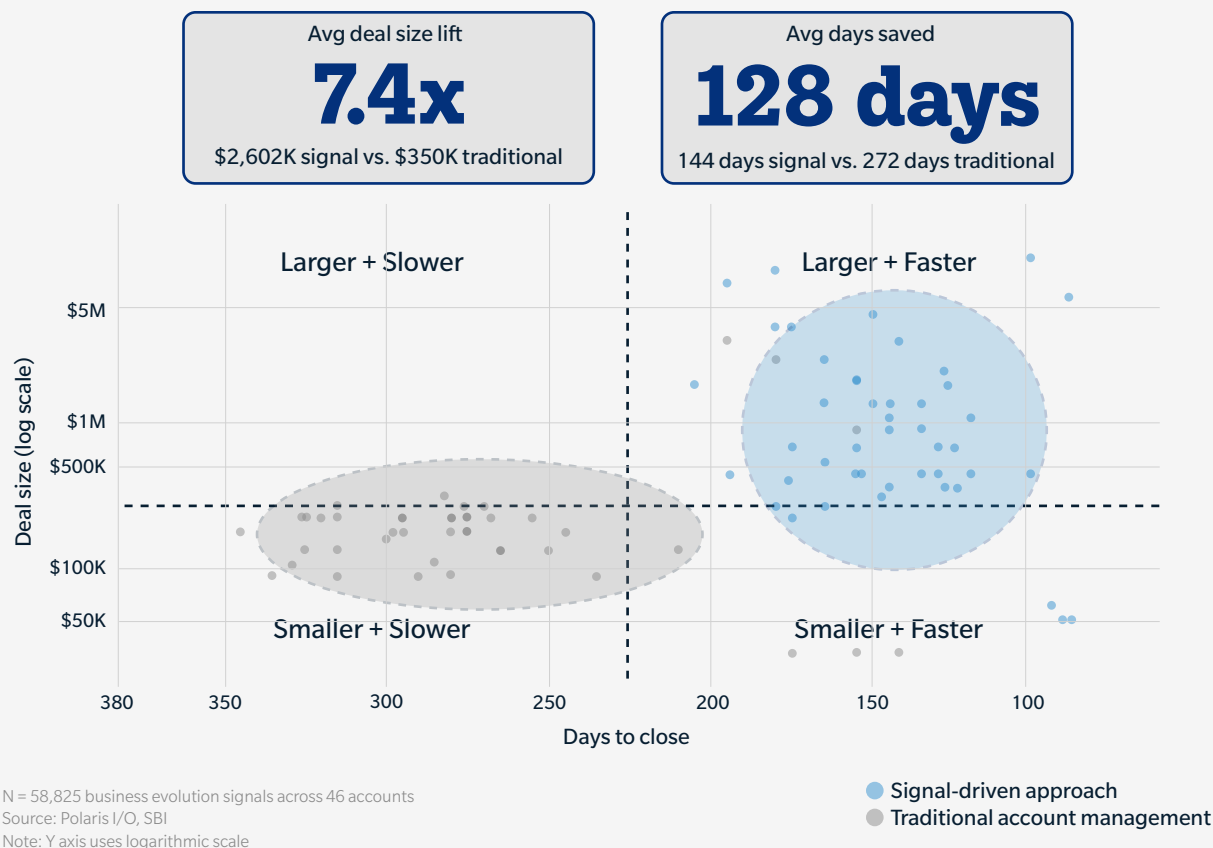 Avg deal size lift
7.4x
$2,602K signal vs. $350K traditional
Avg days saved
128 days
144 days signal vs. 272 days traditional
Larger + Slower
Larger + Faster
Deal size (log scale)
$5M
$1M
$500K
$100K
$50K
Smaller + Slower
Smaller + Faster
380
350
300
250
200
150
100
Days to close
N = 58,825 business evolution signals across 46 accounts
Source: Polaris I/O, SBI
Note: Y axis uses logarithmic scale
Signal-driven approach
Traditional account management